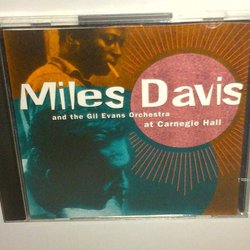 Miles Davis
and the Gil Evans Orchestra
at Carnegie Hall